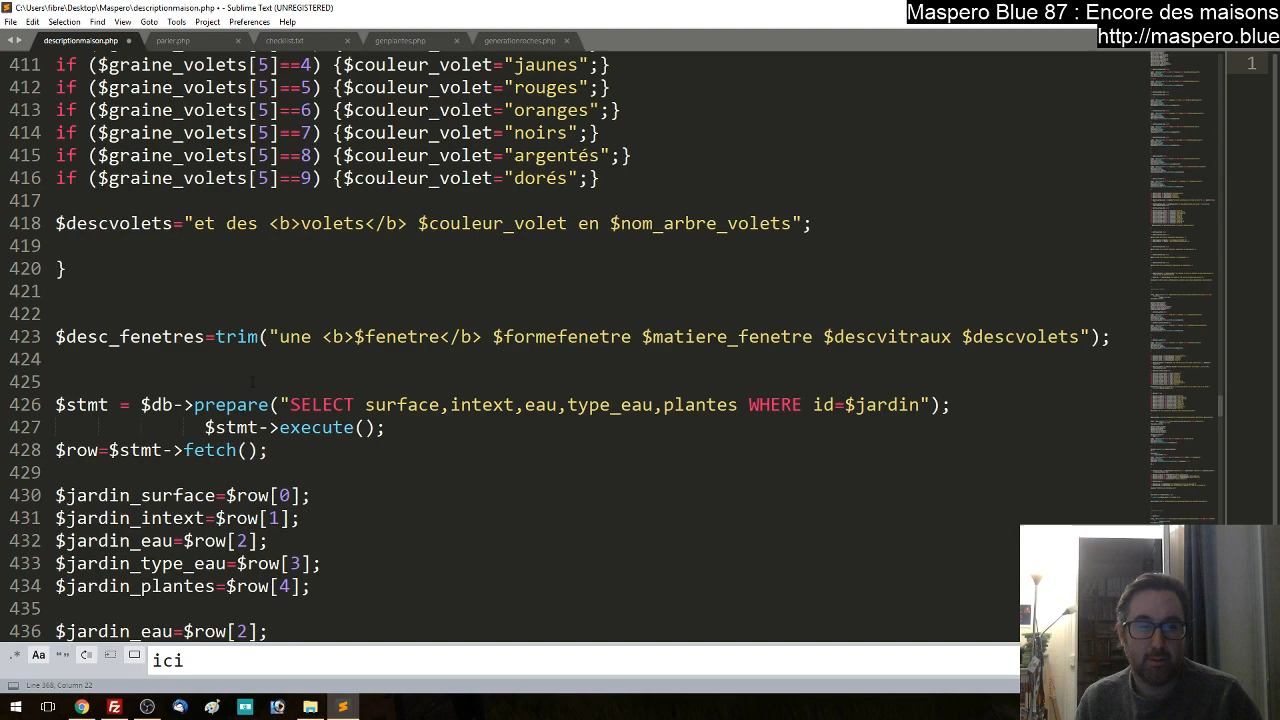 C:\Users\fibre\Desktop\Maspero\descriptionmaison.php • - Sublime Text (UNREGISTERED)
Maspero Blue 87 : Encore des maisons
File Edit Selection Find View Goto Tools Project Preferences Help
http://maspero.blue
descriptionmaison.php parler.php checklist.txt genplantes.php generationroches.php
411 if ($graine_volets[5]==4) {$couleur_volet="jaunes";}
1
412 if ($graine_volets[5]==5) {$couleur_volet="rouges";}
413 if ($graine_volets[5]==6) {$couleur_volet="oranges";}
414 if ($graine_volets[5]==7) {$couleur_volet="noirs";}
415 if ($graine_volets[5]==8) {$couleur_volet="argentés";}
416 if ($graine_volets[5]==9) {$couleur_volet="dorés";}
417
418 $descvolets="et des <b>volets</b> $couleur_volet en $nom_arbre_volets";
419
420 }
421
422
423 $desc_fenetres=trim("une <b>$fenetre</b> $formefenetre $matiere_fenetre $descvitraux $descvolets");
424
425
426 $stmt = $db->prepare("SELECT surface,intext,eau,type_eau,plantes WHERE id=$jardin");
427 $stmt->execute();
428 $row=$stmt->fetch();
429
430 $jardin_surface=$row[0];
431 $jardin_intext=$row[1];
432 $jardin_eau=$row[2];
433 $jardin_type_eau=$row[3];
434 $jardin_plantes=$row[4];
435
436 $jardin_eau=$row[2];
.* Aa “” ici
Line 368, Column 22